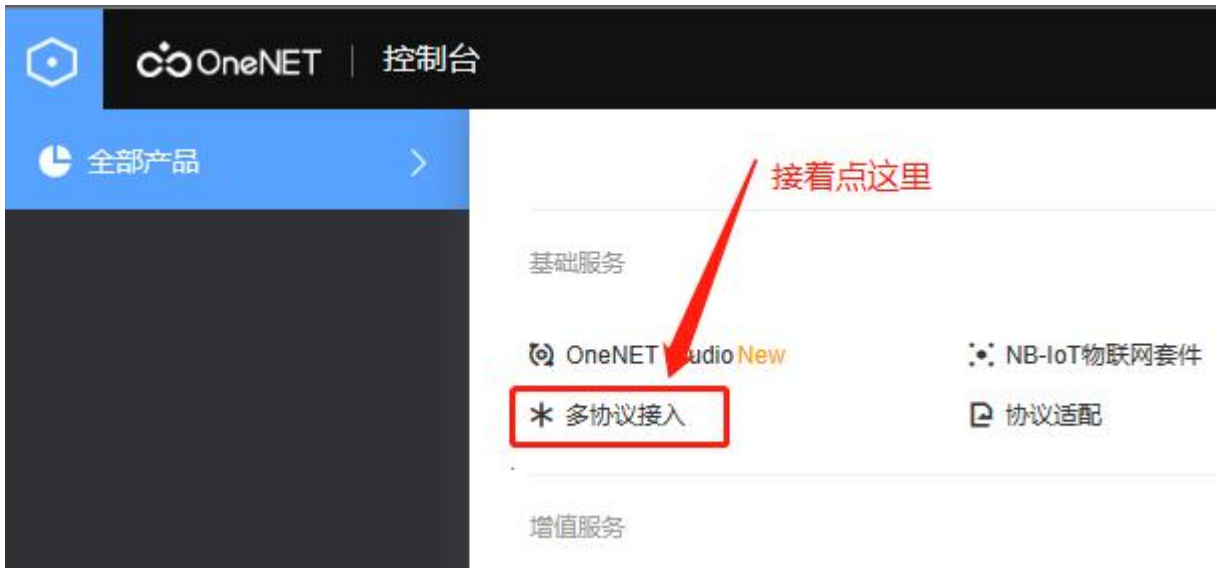 OneNET 控制台
全部产品
接着点这里
基础服务
OneNET udio New
NB-IoT物联网套件
多协议接入
协议适配
增值服务